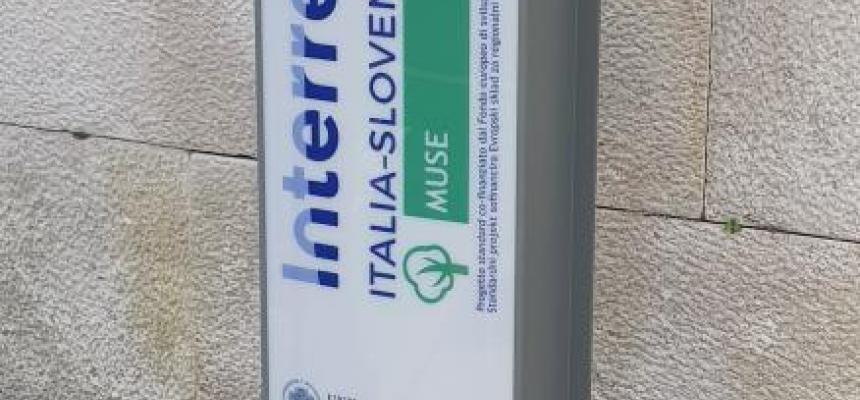 Interre
ITALIA-SLOVEN
MUSE
Progetto standard co-finanziato dal Fondo europeo di svilu
Standardni projekt sofinancira Evropski sklad za regionalni